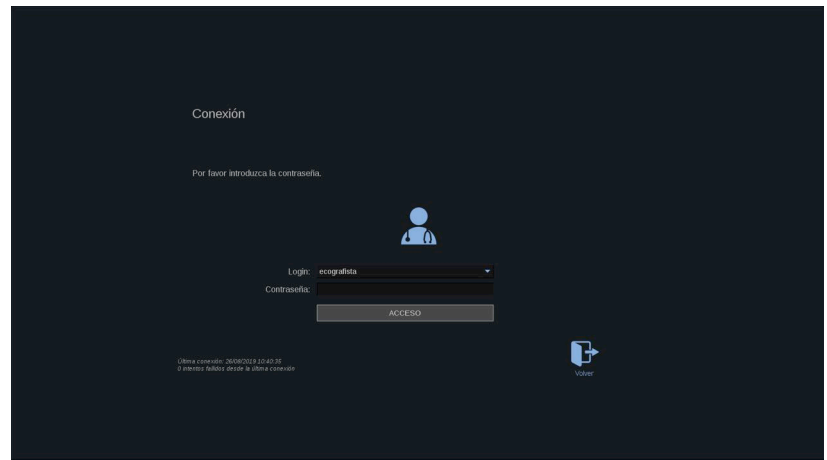 Conexión
Por favor introduzca la contraseña.
Login: ecografista
Contraseña:
ACCESO
Última conexión: 26/08/2019 10:40:35
0 intentos fallidos desde la última conexión
Volver